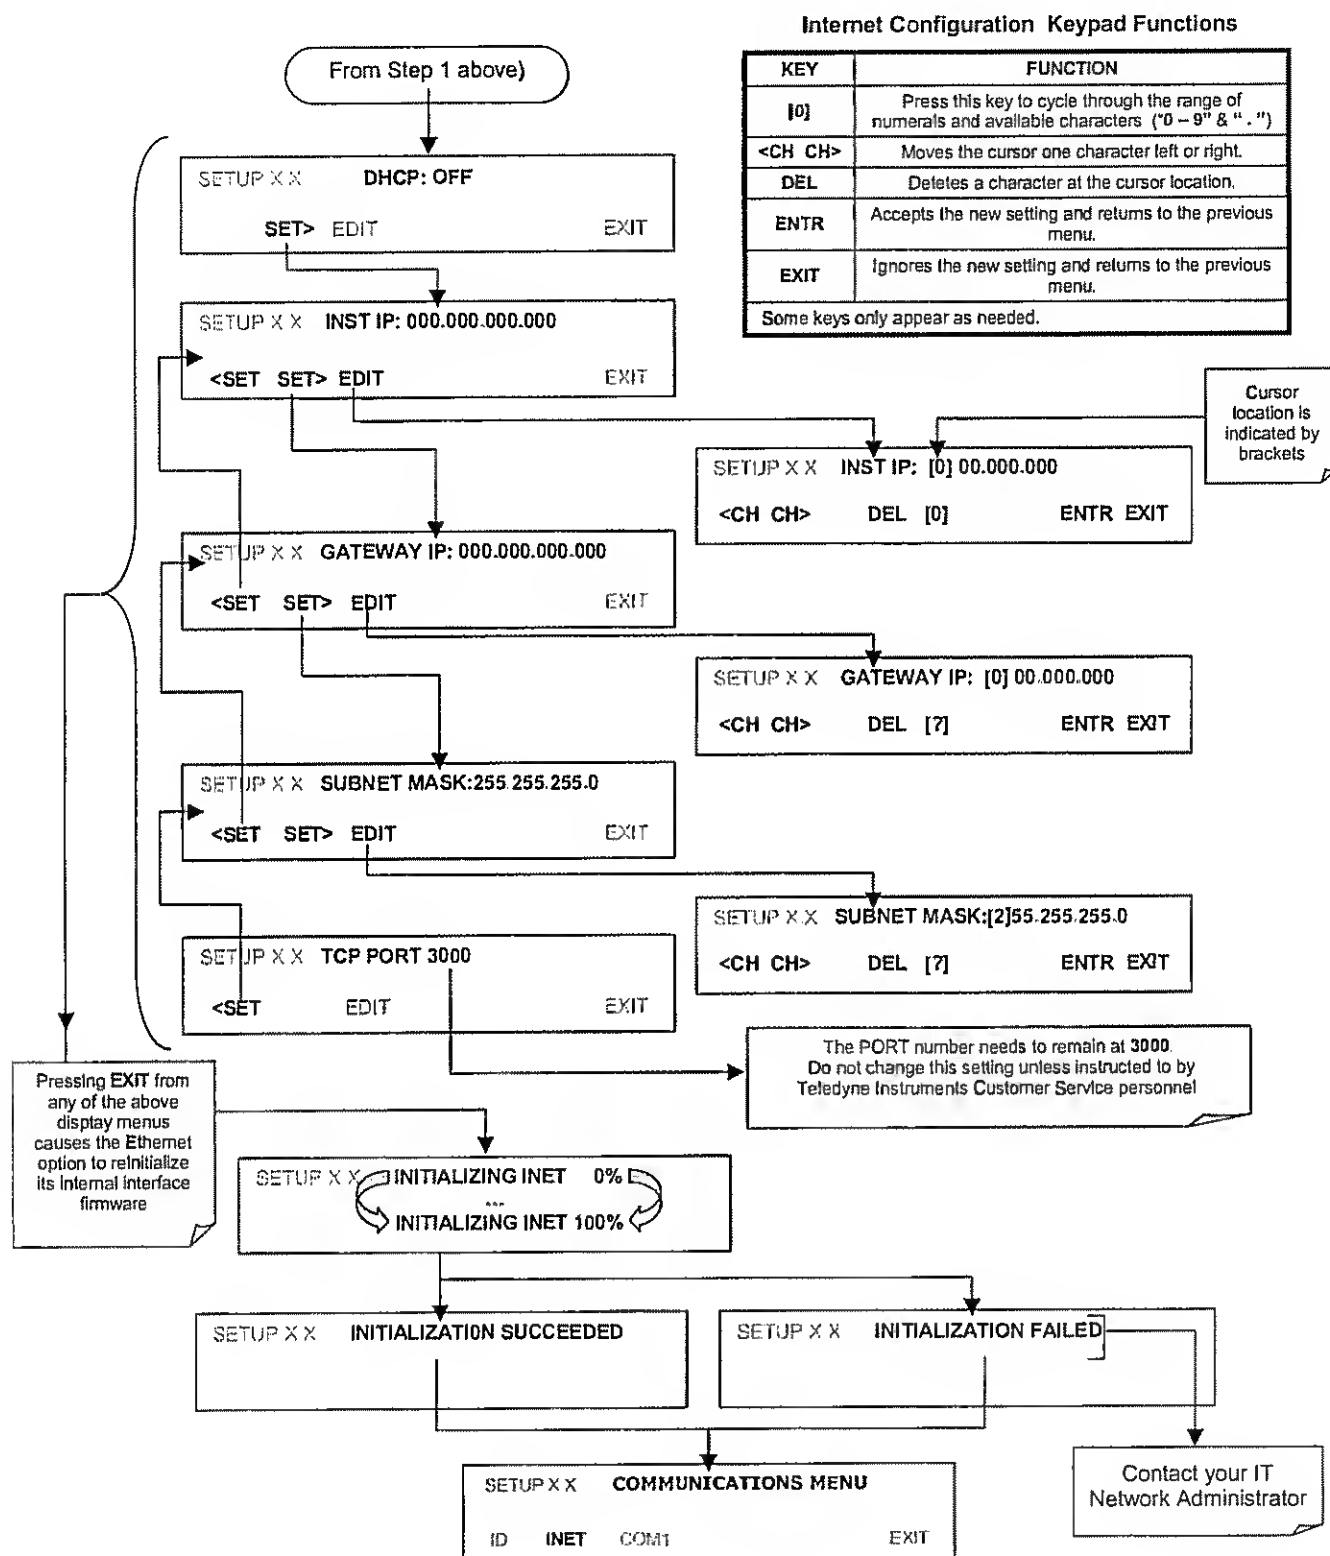 Internet Configuration Keypad Functions
KEY FUNCTION
[0] Press this key to cycle through the range of
numerals and available characters ("0 – 9" & " . ")
<CH CH> Moves the cursor one character left or right.
DEL Deletes a character at the cursor location.
ENTR Accepts the new setting and returns to the previous
menu.
EXIT Ignores the new setting and returns to the previous
menu.
Some keys only appear as needed.
From Step 1 above)
SETUP X X DHCP: OFF
SET> EDIT EXIT
SETUP X X INST IP: 000.000.000.000
<SET SET> EDIT EXIT
Cursor
location is
indicated by
brackets
SETUP X X INST IP: [0] 00.000.000
<CH CH> DEL [0] ENTR EXIT
SETUP X X GATEWAY IP: 000.000.000.000
<SET SET> EDIT EXIT
SETUP X X GATEWAY IP: [0] 00.000.000
<CH CH> DEL [?] ENTR EXIT
SETUP X X SUBNET MASK:255.255.255.0
<SET SET> EDIT EXIT
SETUP X X SUBNET MASK:[2]55.255.255.0
<CH CH> DEL [?] ENTR EXIT
SETUP X X TCP PORT 3000
<SET EDIT EXIT
The PORT number needs to remain at 3000.
Do not change this setting unless instructed to by
Teledyne Instruments Customer Service personnel
Pressing EXIT from
any of the above
display menus
causes the Ethernet
option to reinitialize
its internal interface
firmware
SETUP X X INITIALIZING INET 0%
...
INITIALIZING INET 100%
SETUP X X INITIALIZATION SUCCEEDED
SETUP X X INITIALIZATION FAILED
Contact your IT
Network Administrator
SETUP X X COMMUNICATIONS MENU
ID INET COM1 EXIT